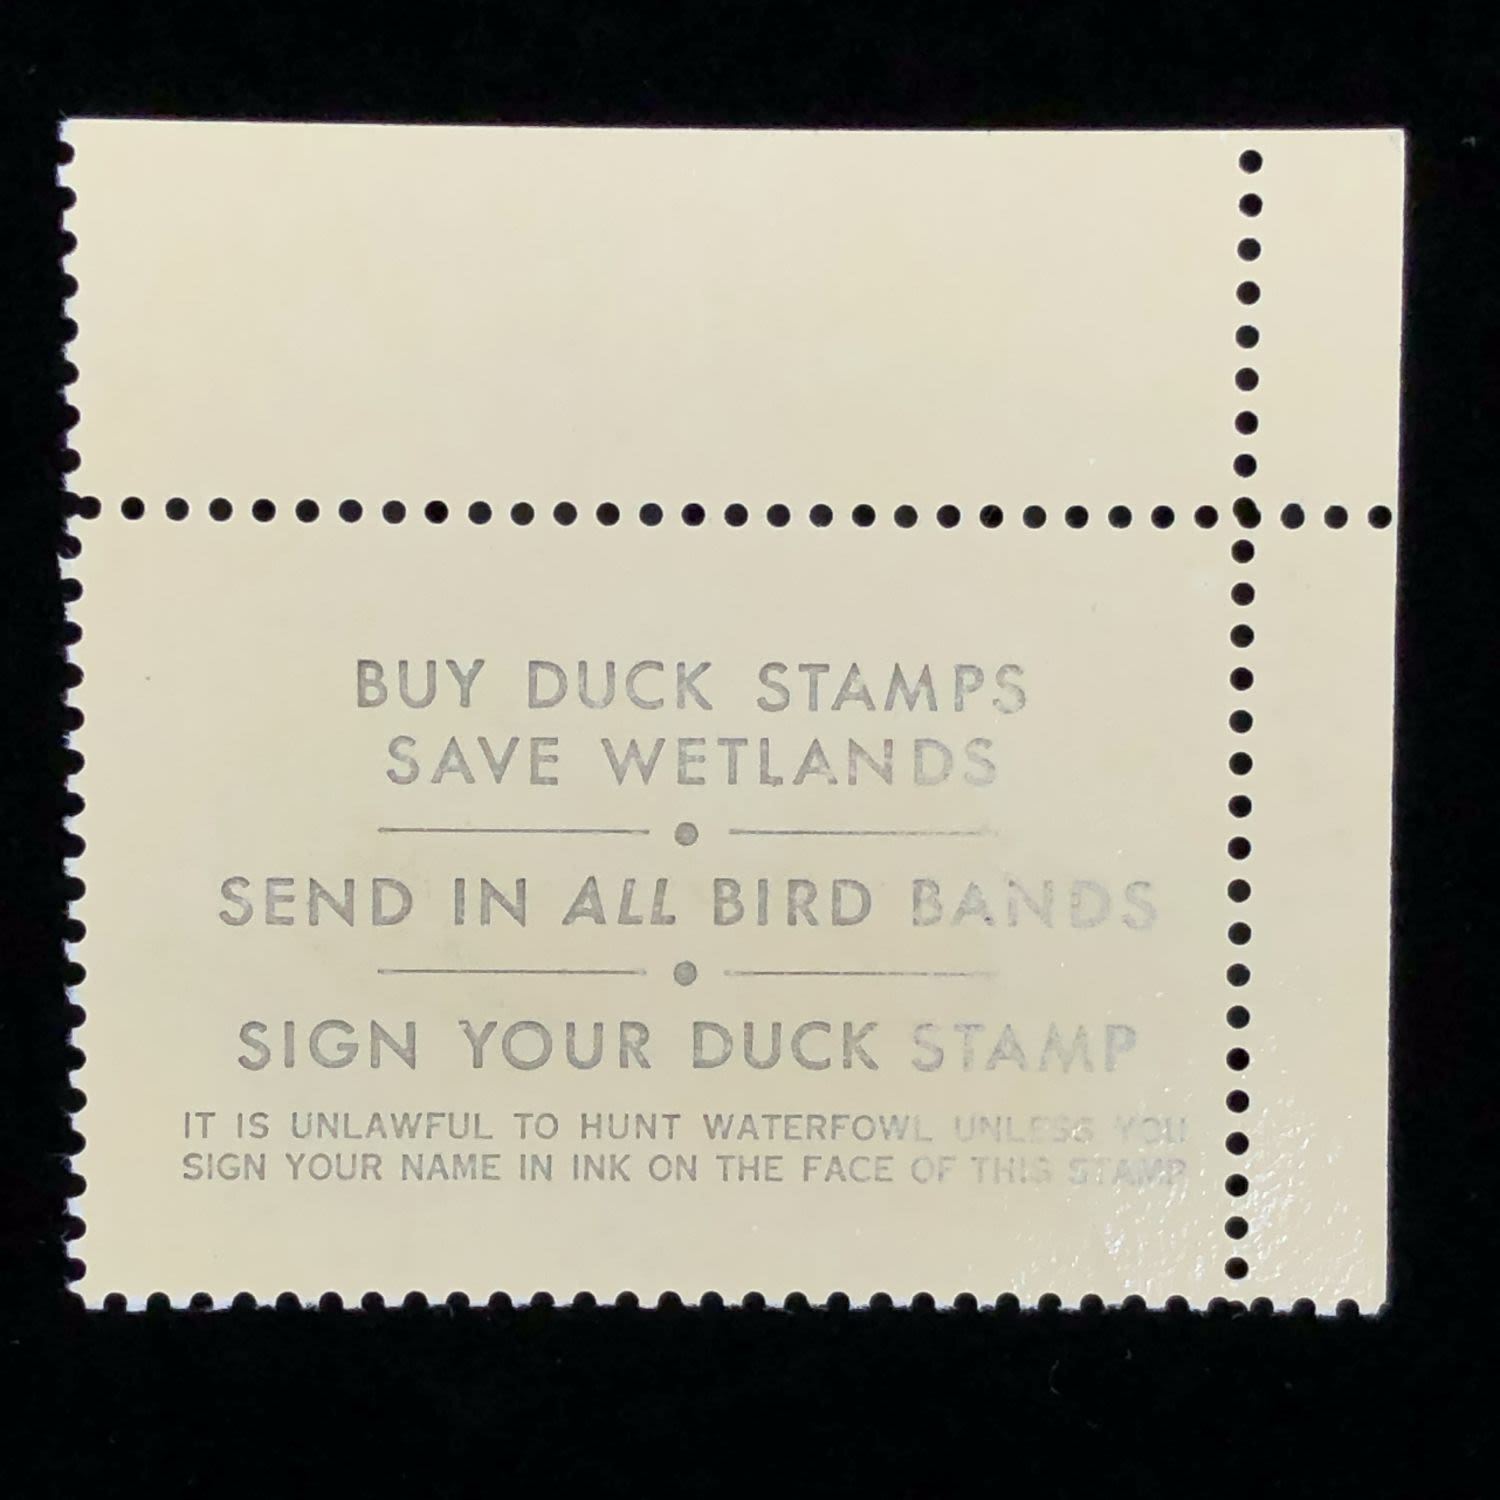 BUY DUCK STAMPS
SAVE WETLANDS
SEND IN ALL BIRD BANDS
SIGN YOUR DUCK STAMP
IT IS UNLAWFUL TO HUNT WATERFOWL UNLESS YOU
SIGN YOUR NAME IN INK ON THE FACE OF THIS STAMP